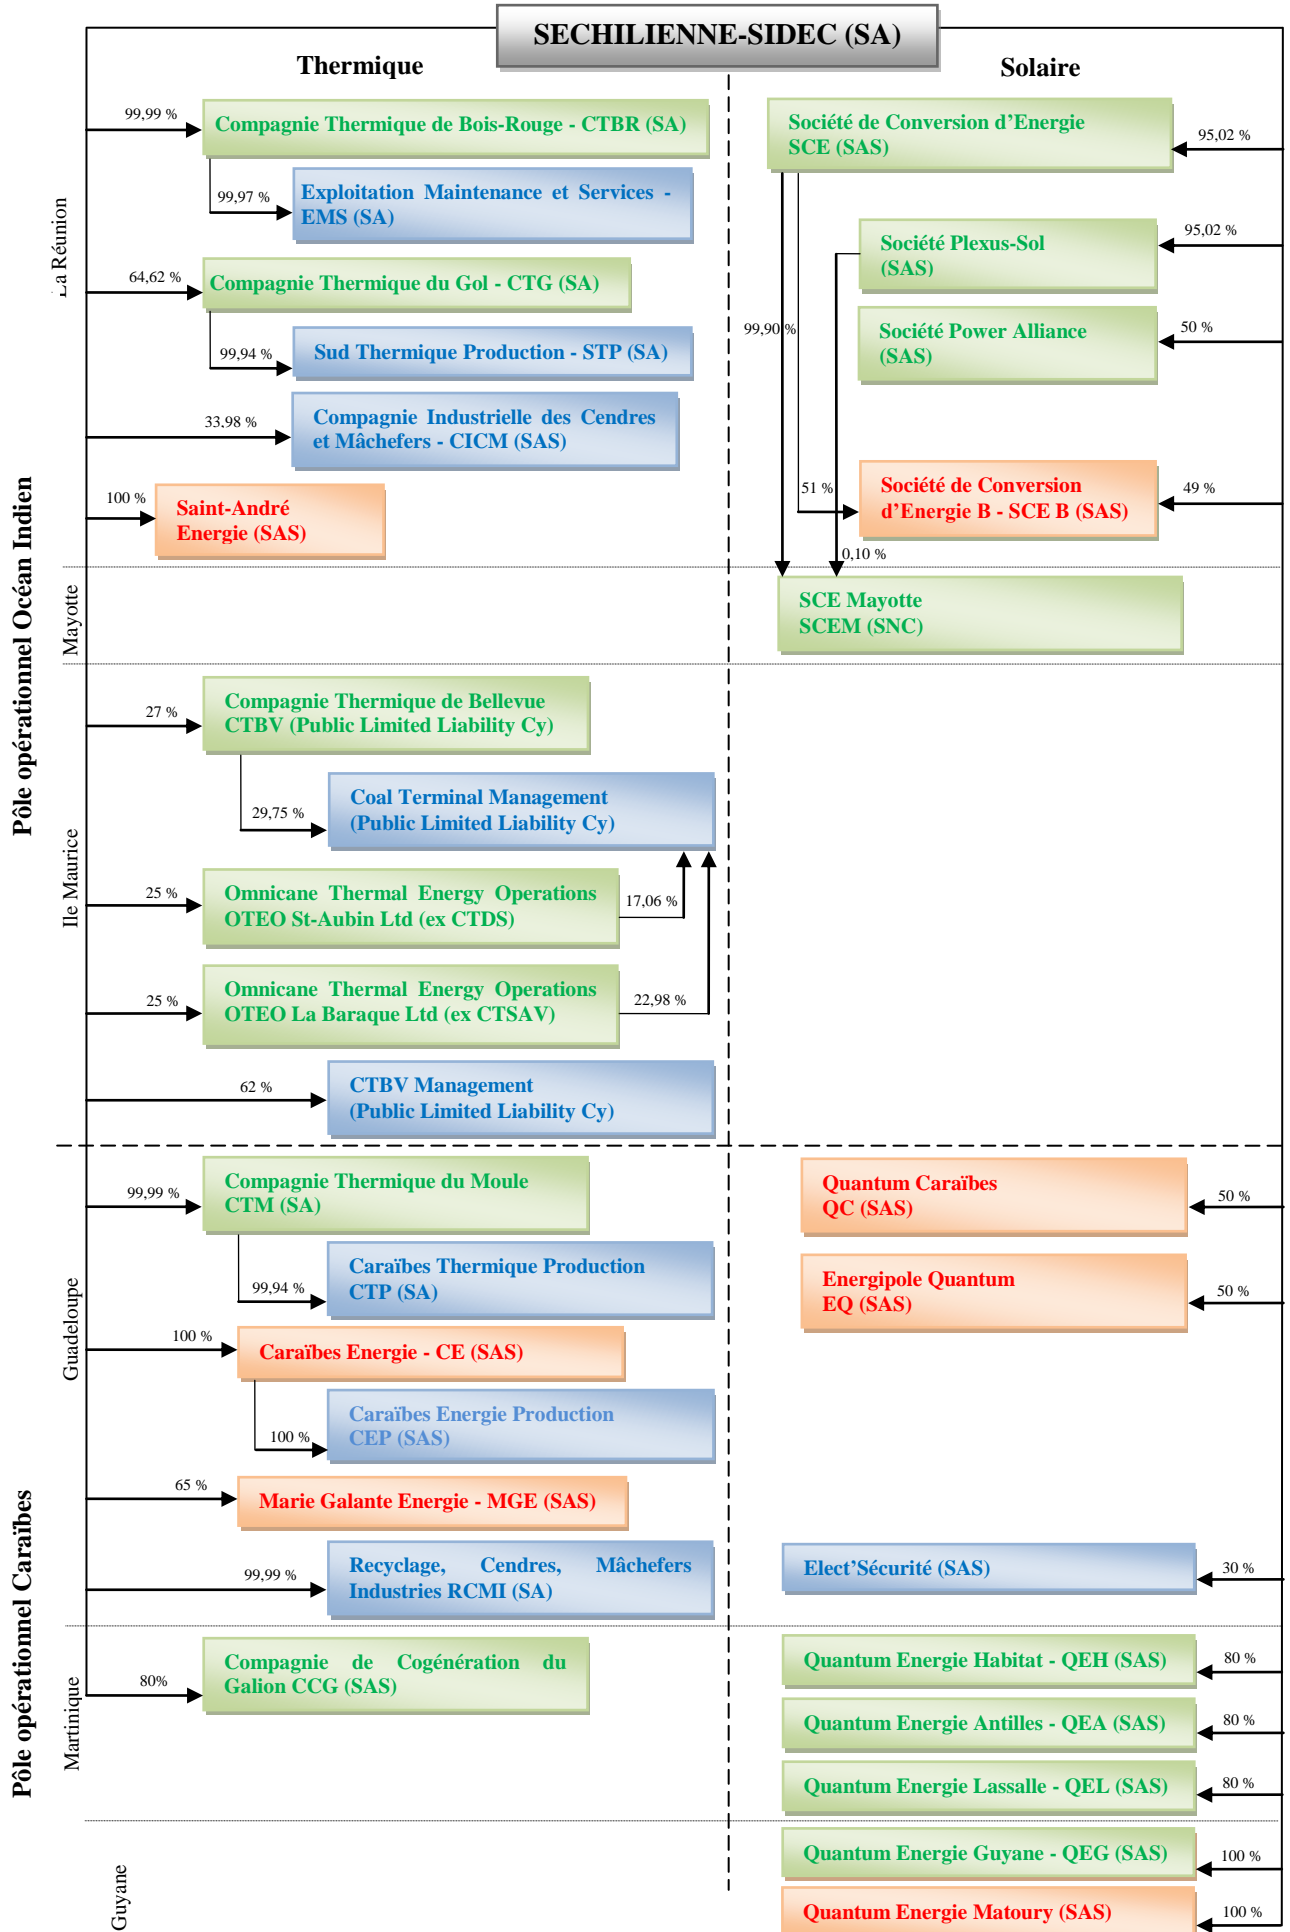 SECHILIENNE-SIDEC (SA)
Thermique
Solaire
Pôle opérationnel Océan Indien
La Réunion
99,99 %
Compagnie Thermique de Bois-Rouge - CTBR (SA)
99,97 %
Exploitation Maintenance et Services -
EMS (SA)
64,62 %
Compagnie Thermique du Gol - CTG (SA)
99,94 %
Sud Thermique Production - STP (SA)
33,98 %
Compagnie Industrielle des Cendres
et Mâchefers - CICM (SAS)
100 %
Saint-André
Energie (SAS)
Société de Conversion d’Energie
SCE (SAS)
95,02 %
Société Plexus-Sol
(SAS)
95,02 %
99,90 %
Société Power Alliance
(SAS)
50 %
51 %
Société de Conversion
d’Energie B - SCE B (SAS)
49 %
0,10 %
Mayotte
SCE Mayotte
SCEM (SNC)
Ile Maurice
27 %
Compagnie Thermique de Bellevue
CTBV (Public Limited Liability Cy)
29,75 %
Coal Terminal Management
(Public Limited Liability Cy)
25 %
Omnicane Thermal Energy Operations
OTEO St-Aubin Ltd (ex CTDS)
17,06 %
25 %
Omnicane Thermal Energy Operations
OTEO La Baraque Ltd (ex CTSAV)
22,98 %
62 %
CTBV Management
(Public Limited Liability Cy)
Pôle opérationnel Caraïbes
Guadeloupe
99,99 %
Compagnie Thermique du Moule
CTM (SA)
99,94 %
Caraïbes Thermique Production
CTP (SA)
100 %
Caraïbes Energie - CE (SAS)
100 %
Caraïbes Energie Production
CEP (SAS)
65 %
Marie Galante Energie - MGE (SAS)
99,99 %
Recyclage, Cendres, Mâchefers
Industries RCMI (SA)
Quantum Caraïbes
QC (SAS)
50 %
Energipole Quantum
EQ (SAS)
50 %
Elect’Sécurité (SAS)
30 %
Martinique
80%
Compagnie de Cogénération du
Galion CCG (SAS)
Quantum Energie Habitat - QEH (SAS)
80 %
Quantum Energie Antilles - QEA (SAS)
80 %
Quantum Energie Lassalle - QEL (SAS)
80 %
Guyane
Quantum Energie Guyane - QEG (SAS)
100 %
Quantum Energie Matoury (SAS)
100 %